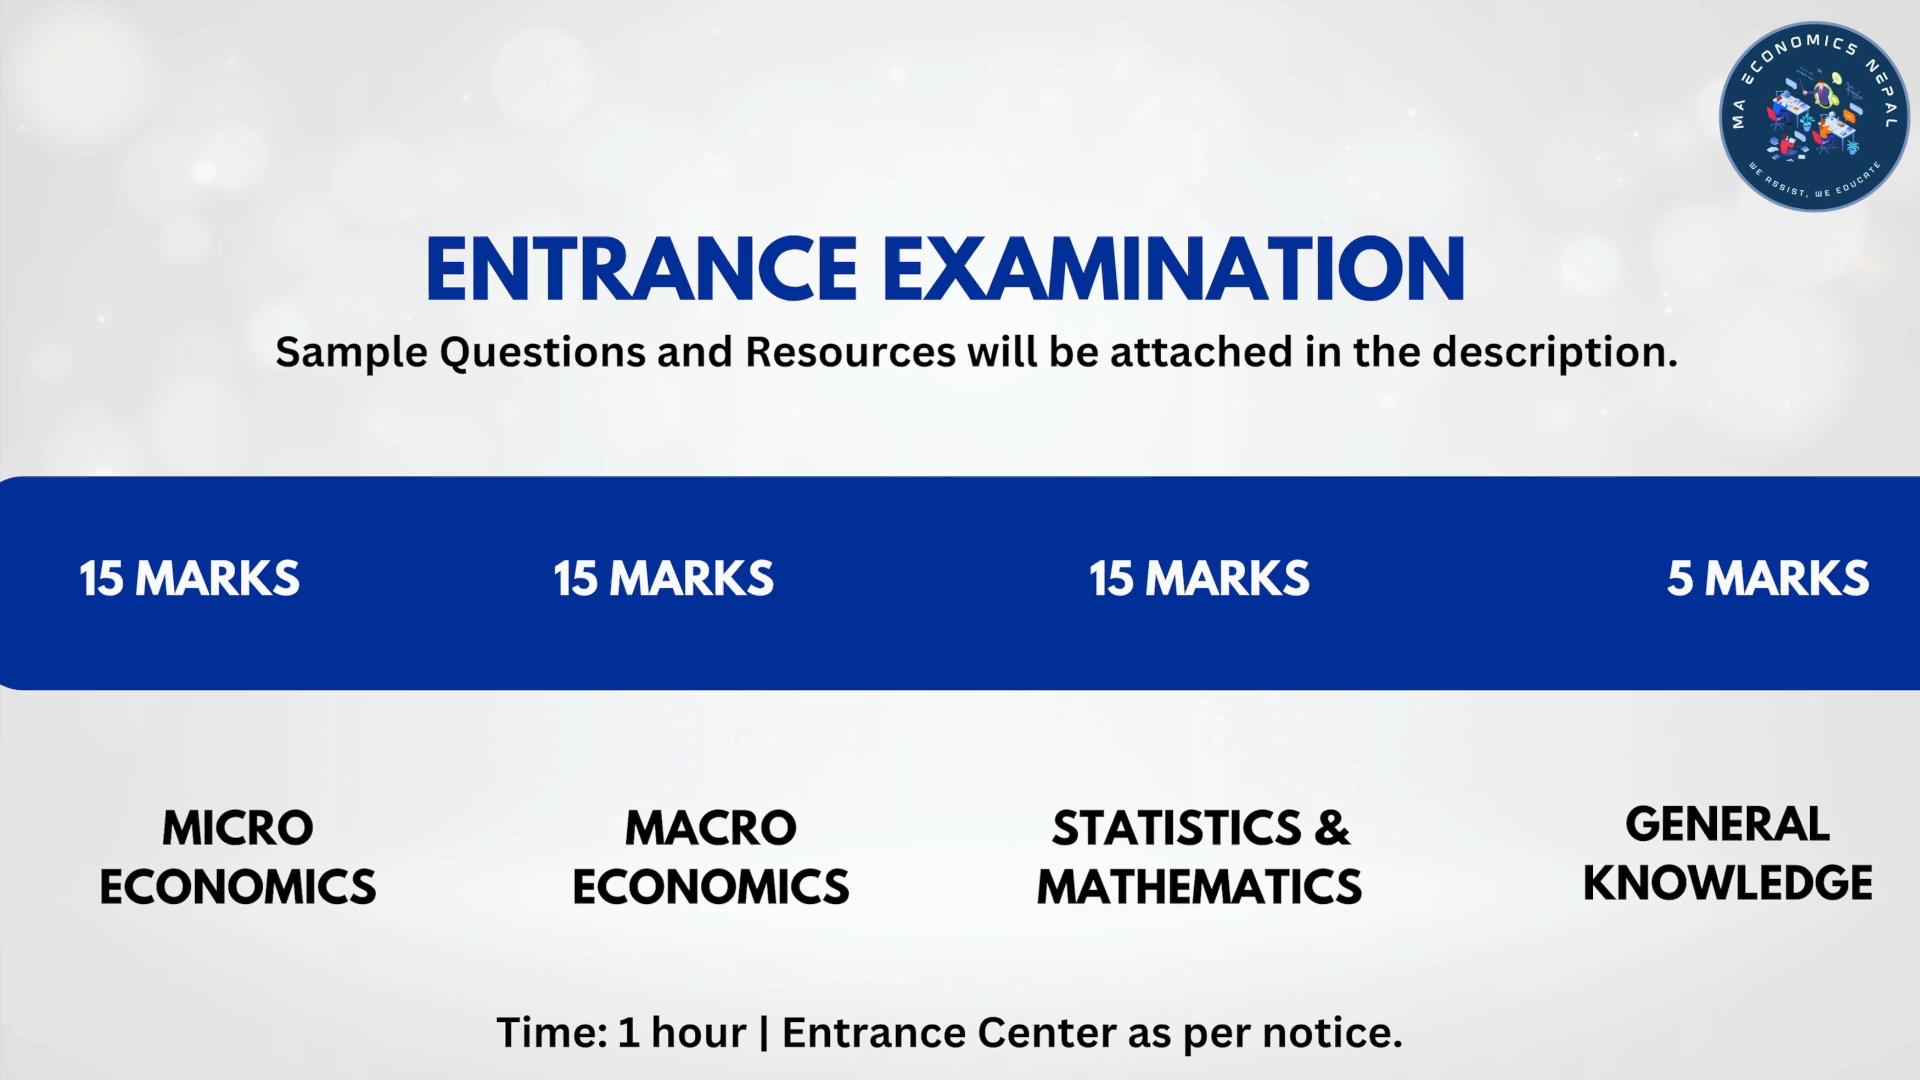 MA ECONOMICS NEPAL
WE ASSIST, WE EDUCATE
ENTRANCE EXAMINATION
Sample Questions and Resources will be attached in the description.
15 MARKS
15 MARKS
15 MARKS
5 MARKS
MICRO
ECONOMICS
MACRO
ECONOMICS
STATISTICS &
MATHEMATICS
GENERAL
KNOWLEDGE
Time: 1 hour | Entrance Center as per notice.